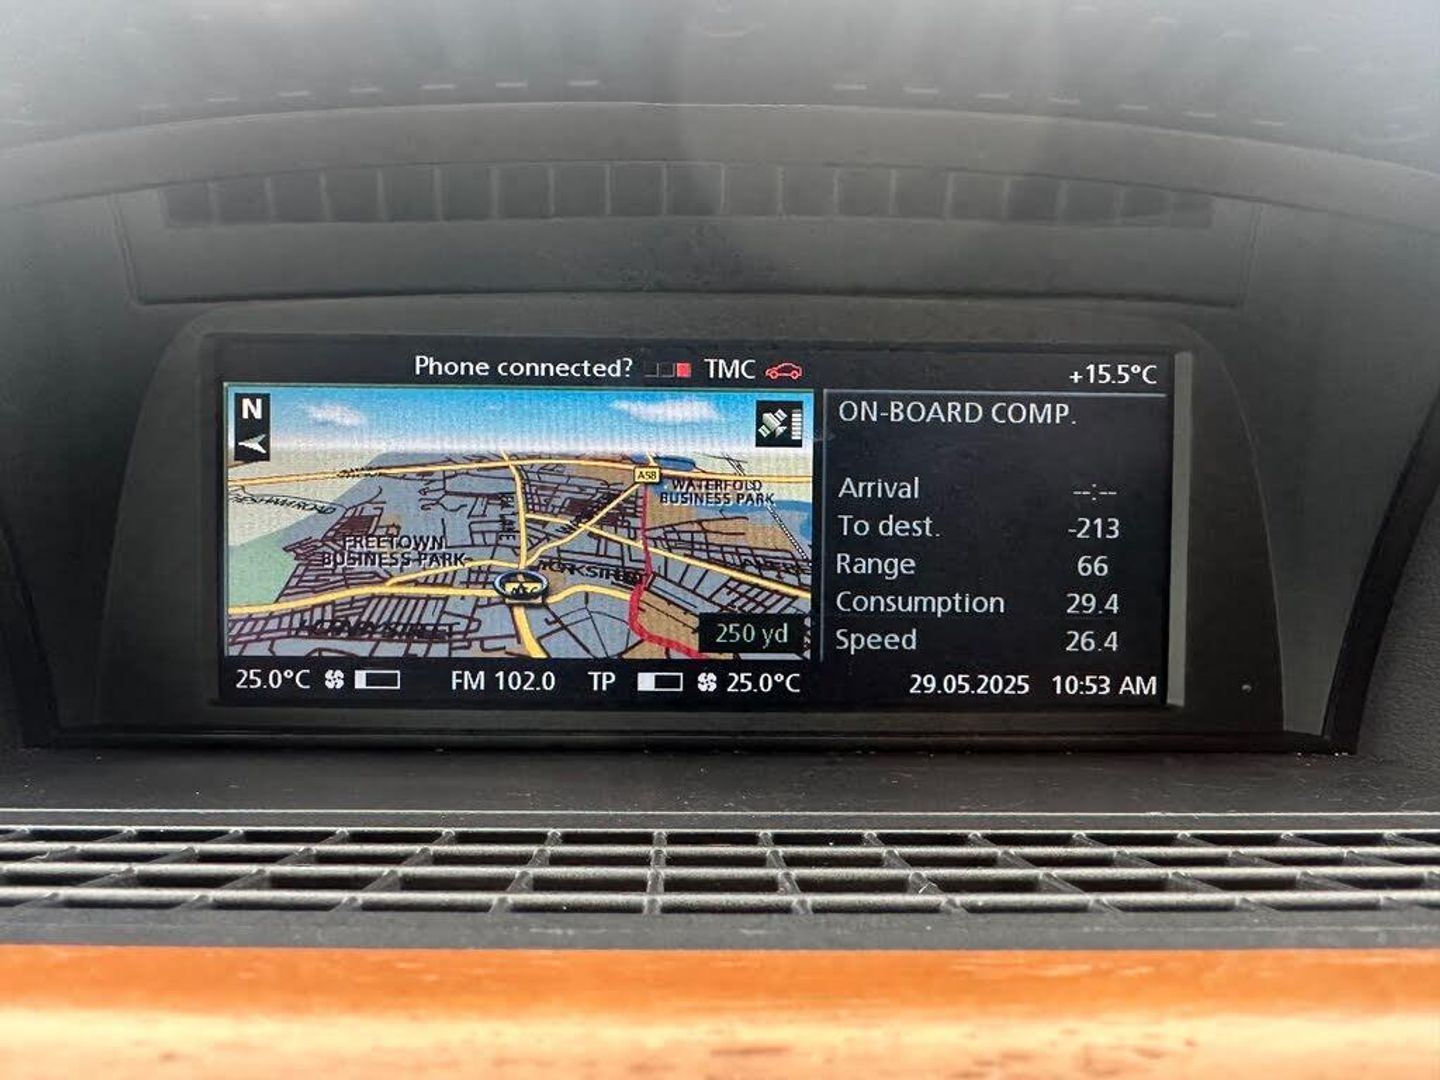 Phone connected? TMC
+15.5°C
N
A58
WATERFOLD
BUSINESS PARK
FREETOWN
BUSINESS PARK
250 yd
ON-BOARD COMP.
Arrival --:--
To dest. -213
Range 66
Consumption 29.4
Speed 26.4
25.0°C FM 102.0 TP 25.0°C
29.05.2025 10:53 AM